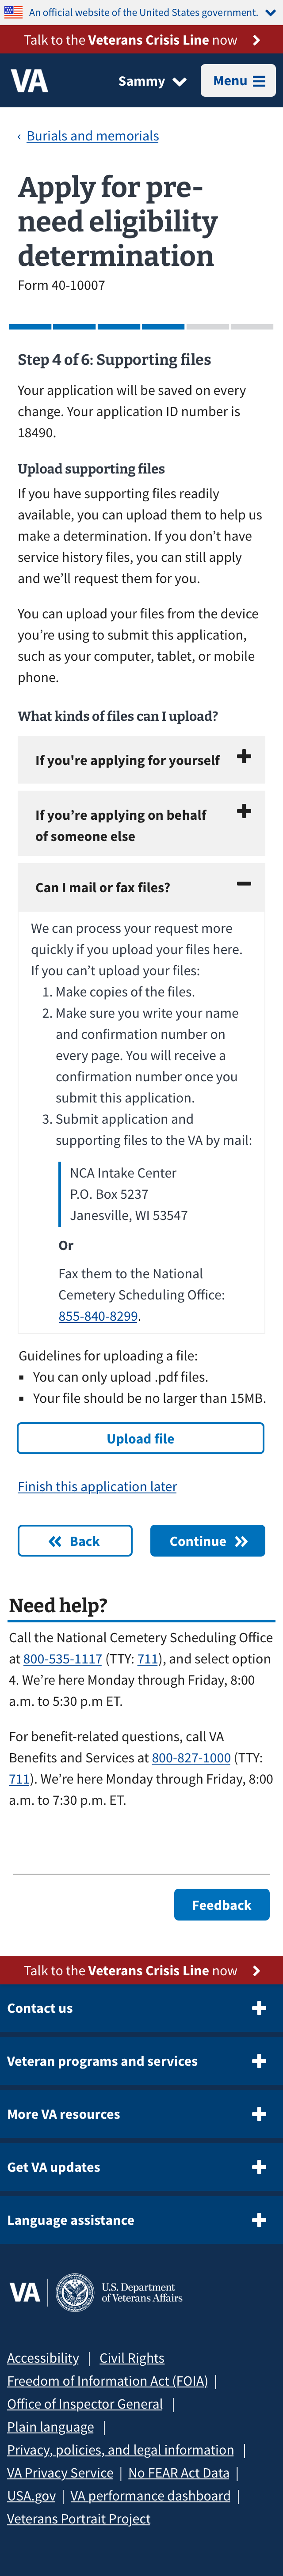 An official website of the United States government.
Talk to the Veterans Crisis Line now
VA Sammy Menu
‹ Burials and memorials
Apply for pre-
need eligibility
determination
Form 40-10007
Step 4 of 6: Supporting files
Your application will be saved on every
change. Your application ID number is
18490.
Upload supporting files
If you have supporting files readily
available, you can upload them to help us
make a determination. If you don’t have
service history files, you can still apply
and we’ll request them for you.
You can upload your files from the device
you’re using to submit this application,
such as your computer, tablet, or mobile
phone.
What kinds of files can I upload?
If you're applying for yourself
If you’re applying on behalf
of someone else
Can I mail or fax files?
We can process your request more
quickly if you upload your files here.
If you can’t upload your files:
1. Make copies of the files.
2. Make sure you write your name
and confirmation number on
every page. You will receive a
confirmation number once you
submit this application.
3. Submit application and
supporting files to the VA by mail:
NCA Intake Center
P.O. Box 5237
Janesville, WI 53547
Or
Fax them to the National
Cemetery Scheduling Office:
855-840-8299.
Guidelines for uploading a file:
▪ You can only upload .pdf files.
▪ Your file should be no larger than 15MB.
Upload file
Finish this application later
Back Continue
Need help?
Call the National Cemetery Scheduling Office
at 800-535-1117 (TTY: 711), and select option
4. We’re here Monday through Friday, 8:00
a.m. to 5:30 p.m ET.
For benefit-related questions, call VA
Benefits and Services at 800-827-1000 (TTY:
711). We’re here Monday through Friday, 8:00
a.m. to 7:30 p.m. ET.
Feedback
Talk to the Veterans Crisis Line now
Contact us
Veteran programs and services
More VA resources
Get VA updates
Language assistance
VA U.S. Department
of Veterans Affairs
Accessibility | Civil Rights
Freedom of Information Act (FOIA) |
Office of Inspector General |
Plain language |
Privacy, policies, and legal information |
VA Privacy Service | No FEAR Act Data |
USA.gov | VA performance dashboard |
Veterans Portrait Project